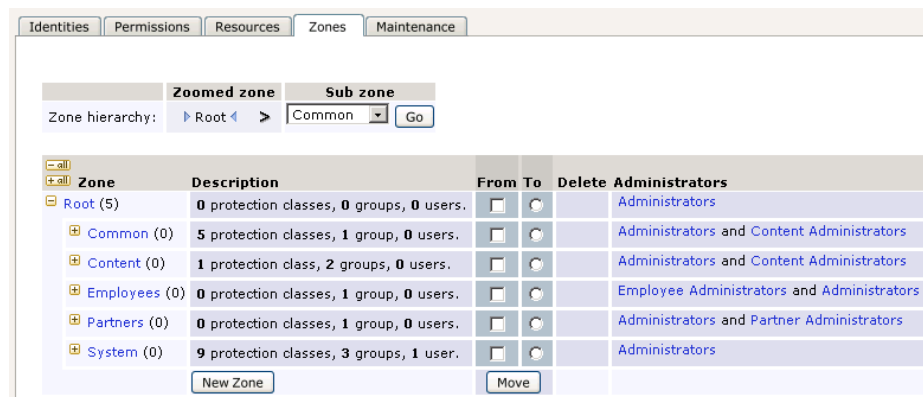 Identities Permissions Resources Zones Maintenance
Zoomed zone Sub zone
Zone hierarchy: Root > Common Go
- all
+ all Zone Description From To Delete Administrators
Root (5) 0 protection classes, 0 groups, 0 users. Administrators
Common (0) 5 protection classes, 1 group, 0 users. Administrators and Content Administrators
Content (0) 1 protection class, 2 groups, 0 users. Administrators and Content Administrators
Employees (0) 0 protection classes, 1 group, 0 users. Employee Administrators and Administrators
Partners (0) 0 protection classes, 1 group, 0 users. Administrators and Partner Administrators
System (0) 9 protection classes, 3 groups, 1 user. Administrators
New Zone Move